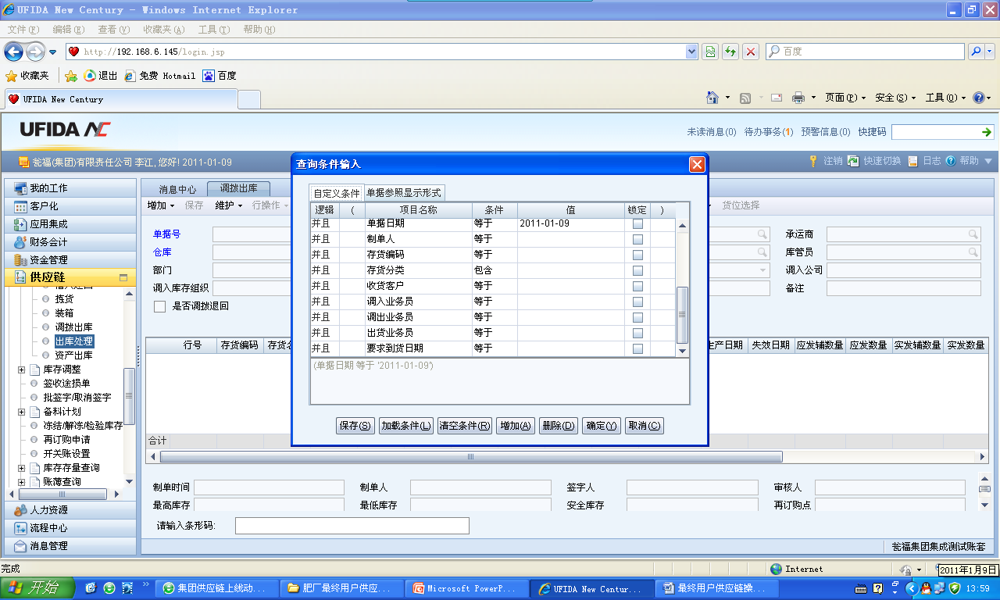 UFIDA New Century - Windows Internet Explorer
文件(F) 编辑(E) 查看(V) 收藏夹(A) 工具(T) 帮助(H)
http://192.168.6.145/login.jsp 百度
收藏夹 退出 免费 Hotmail 百度
UFIDA New Century 页面(P) 安全(S) 工具(O)
UFIDA NC 未读消息(0) 待办事务(1) 预警信息(0) 快捷码
瓮福(集团)有限责任公司 李江, 您好! 2011-01-09 注销 快速切换 日志 帮助
查询条件输入
我的工作
客户化
应用集成
财务会计
资金管理
供应链
拣货
装箱
调拨出库
出库处理
资产出库
库存调整
签收途损单
批签字/取消签字
备料计划
冻结/解冻/检验库存
再订购申请
开关账设置
库存存量查询
账薄查询
人力资源
流程中心
消息管理
消息中心 调拨出库
增加 保存 维护 行操作 货位选择
单据号 承运商
仓库 库管员
部门 调入公司
调入库存组织 备注
是否调拨退回
自定义条件 单据参照显示形式
逻辑 ( 项目名称 条件 值 锁定 )
并且 单据日期 等于 2011-01-09
并且 制单人 等于
并且 存货编码 等于
并且 存货分类 包含
并且 收货客户 等于
并且 调入业务员 等于
并且 调出业务员 等于
并且 出货业务员 等于
并且 要求到货日期 等于
(单据日期 等于 '2011-01-09')
保存(S) 加载条件(L) 清空条件(R) 增加(A) 删除(D) 确定(Y) 取消(C)
行号 存货编码 失效日期 应发辅数量 应发数量 实发辅数量 实发数量
合计
制单时间 制单人 签字人 审核人
最高库存 最低库存 安全库存 再订购点
请输入条形码:
瓮福集团集成测试账套
完成 Internet 2011年1月9日
开始 集团供应链上线动... 肥厂最终用户供应... Microsoft PowerP... UFIDA New Centur... 最终用户供应链操... 13:59